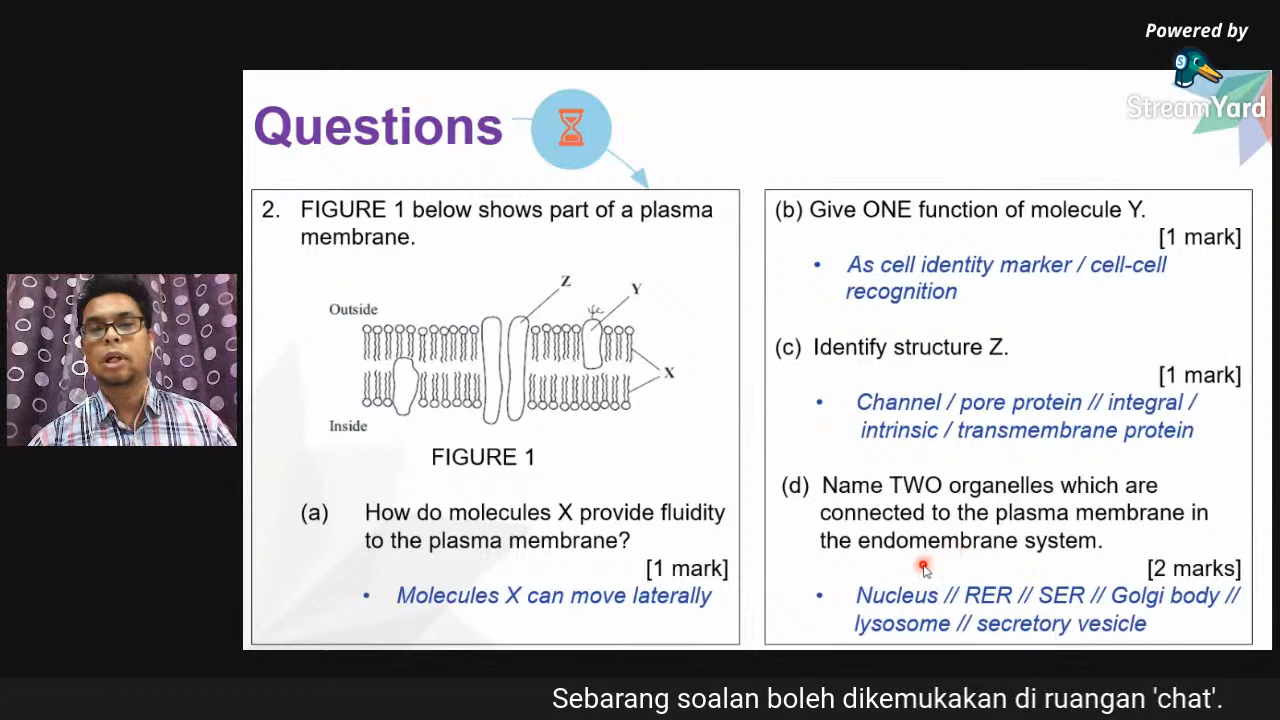 Powered by
StreamYard
Questions
2. FIGURE 1 below shows part of a plasma
membrane.
Z
Y
Outside
X
Inside
FIGURE 1
(a) How do molecules X provide fluidity
to the plasma membrane?
[1 mark]
• Molecules X can move laterally
(b) Give ONE function of molecule Y.
[1 mark]
• As cell identity marker / cell-cell
recognition
(c) Identify structure Z.
[1 mark]
• Channel / pore protein // integral /
intrinsic / transmembrane protein
(d) Name TWO organelles which are
connected to the plasma membrane in
the endomembrane system.
[2 marks]
• Nucleus // RER // SER // Golgi body //
lysosome // secretory vesicle
Sebarang soalan boleh dikemukakan di ruangan 'chat'.